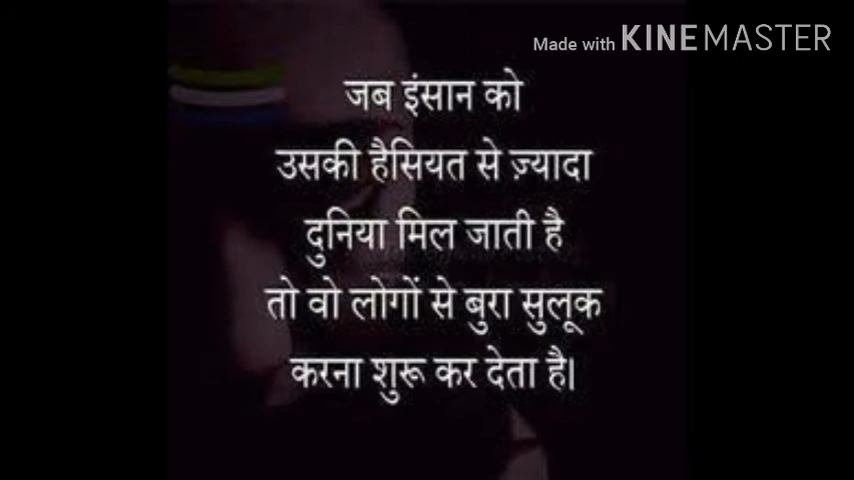 Made with KINEMASTER
जब इंसान को
उसकी हैसियत से ज़्यादा
दुनिया मिल जाती है
तो वो लोगों से बुरा सुलूक
करना शुरू कर देता है।